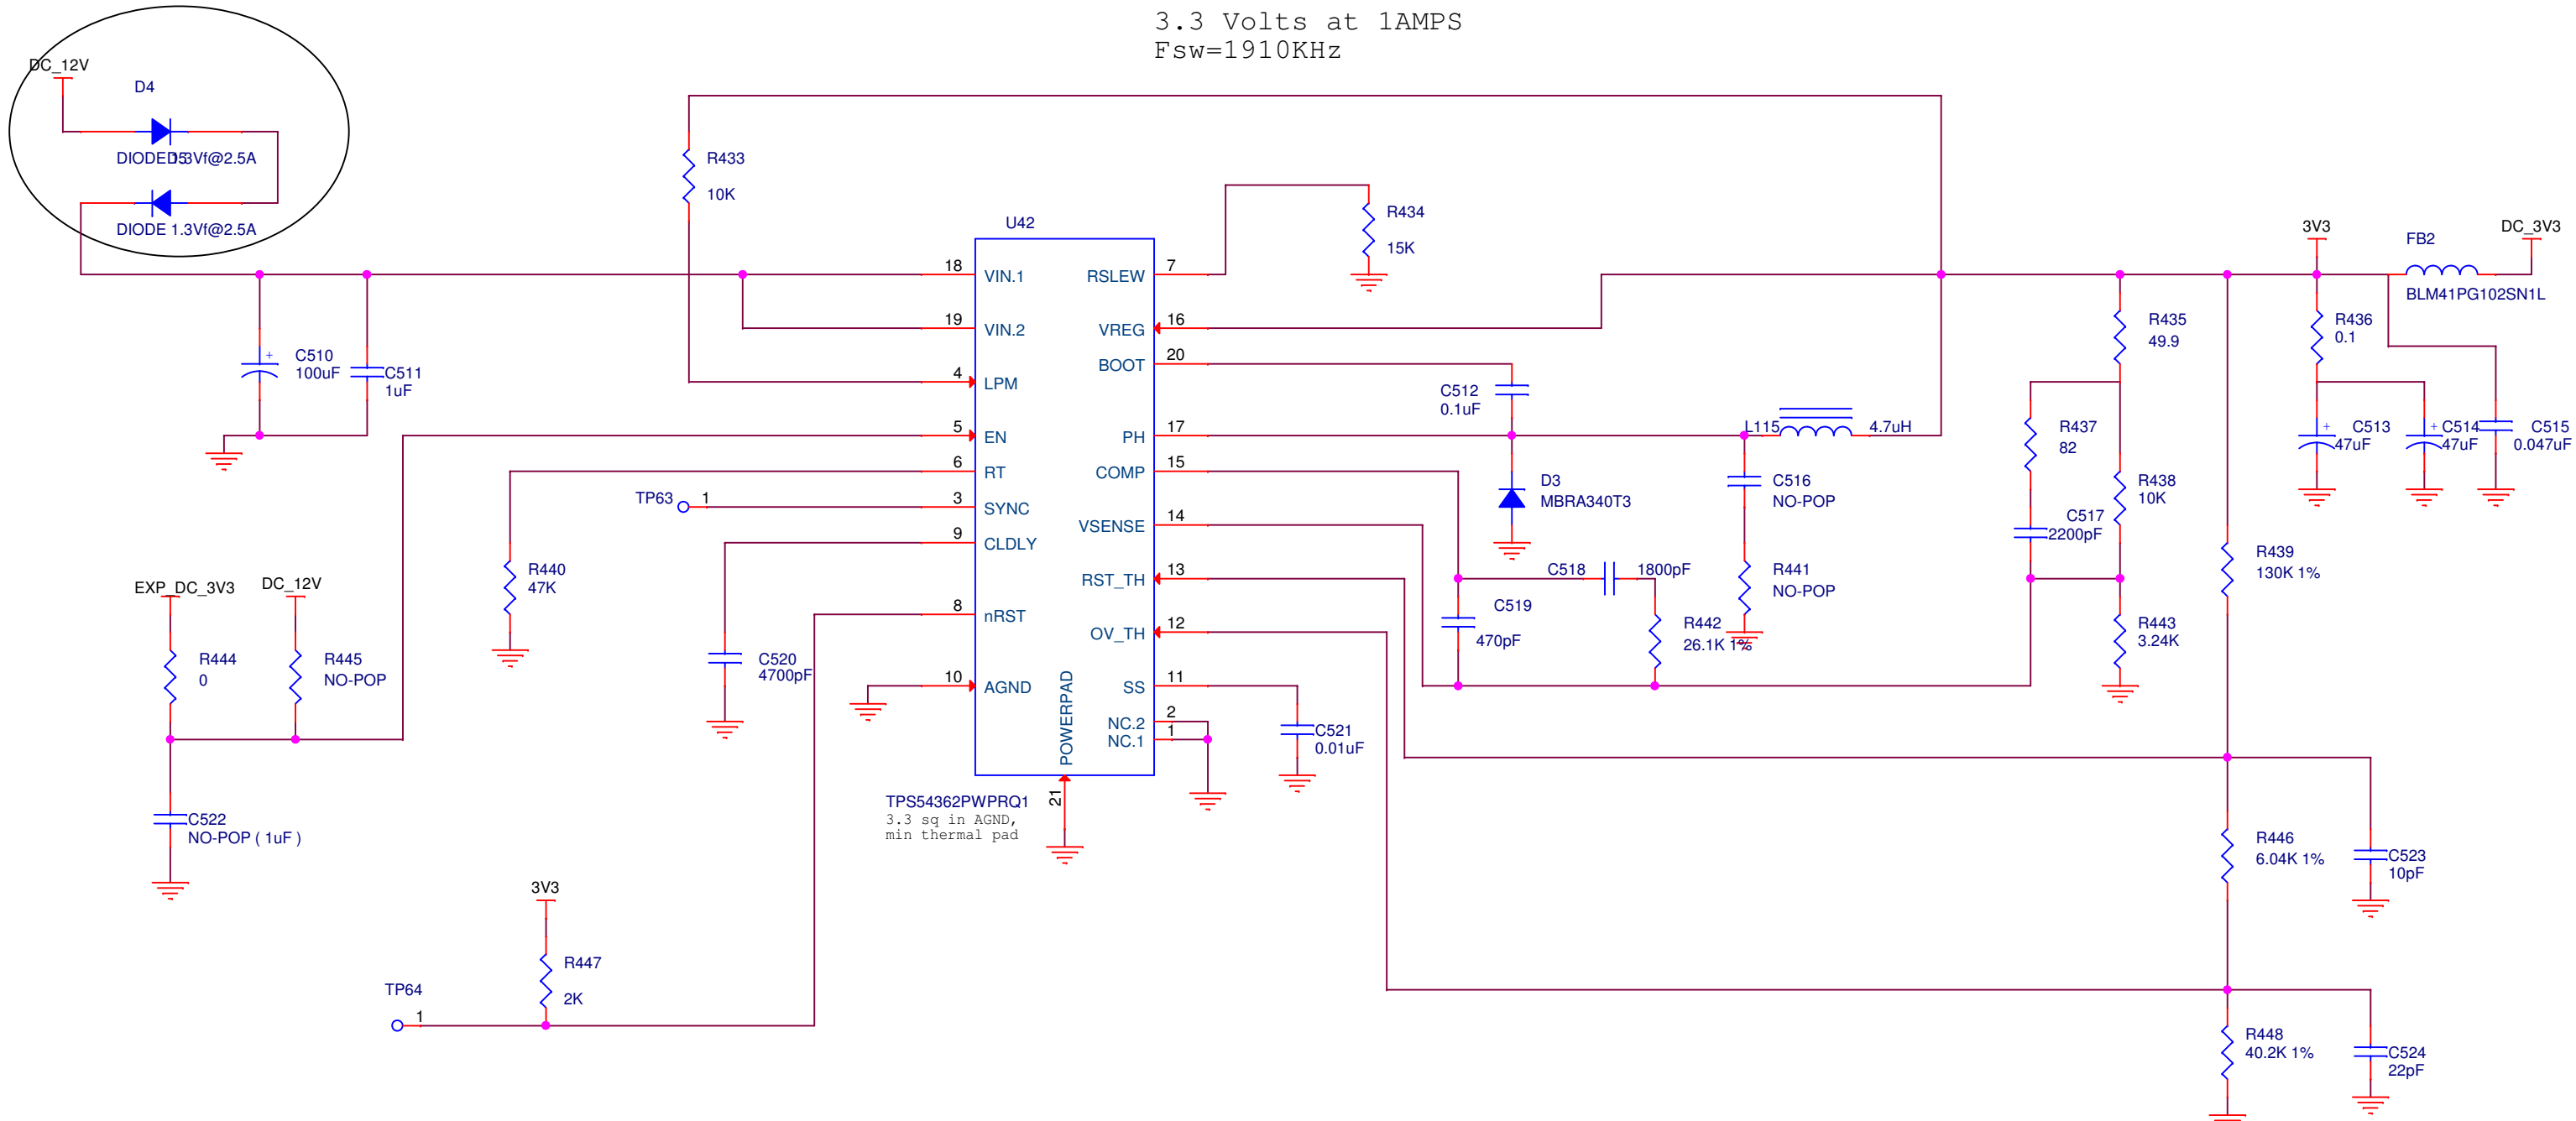 3.3 Volts at 1AMPS
Fsw=1910KHz
DC_12V
D4
DIODE 1.3Vf@2.5A
D5
DIODE 1.3Vf@2.5A
R433
10K
U42
R434
15K
3V3
FB2
DC_3V3
BLM41PG102SN1L
18
VIN.1
19
VIN.2
4
LPM
5
EN
6
RT
3
SYNC
9
CLDLY
8
nRST
10
AGND
POWERPAD
21
RSLEW
7
VREG
16
BOOT
20
PH
17
COMP
15
VSENSE
14
RST_TH
13
OV_TH
12
SS
11
NC.2
2
NC.1
1
TPS54362PWPRQ1
3.3 sq in AGND,
min thermal pad
+
C510
100uF
C511
1uF
TP63
1
R440
47K
C520
4700pF
EXP_DC_3V3
DC_12V
R444
0
R445
NO-POP
C522
NO-POP ( 1uF )
3V3
R447
2K
TP64
1
C512
0.1uF
L115
4.7uH
D3
MBRA340T3
C516
NO-POP
R441
NO-POP
C518
1800pF
C519
470pF
R442
26.1K 1%
C521
0.01uF
R435
49.9
R437
82
C517
2200pF
R438
10K
R443
3.24K
R436
0.1
+
C513
47uF
+
C514
47uF
C515
0.047uF
R439
130K 1%
R446
6.04K 1%
C523
10pF
R448
40.2K 1%
C524
22pF